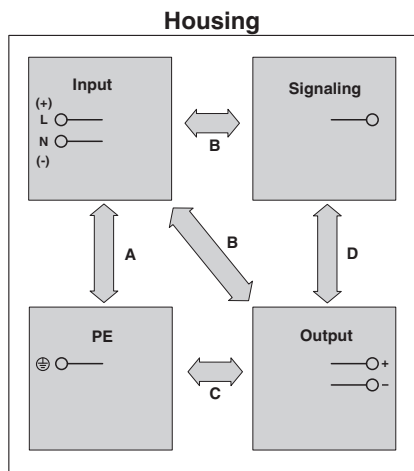 Housing
Input
(+)
L
N
(-)
Signaling
B
A
B
D
PE
Output
+
–
C